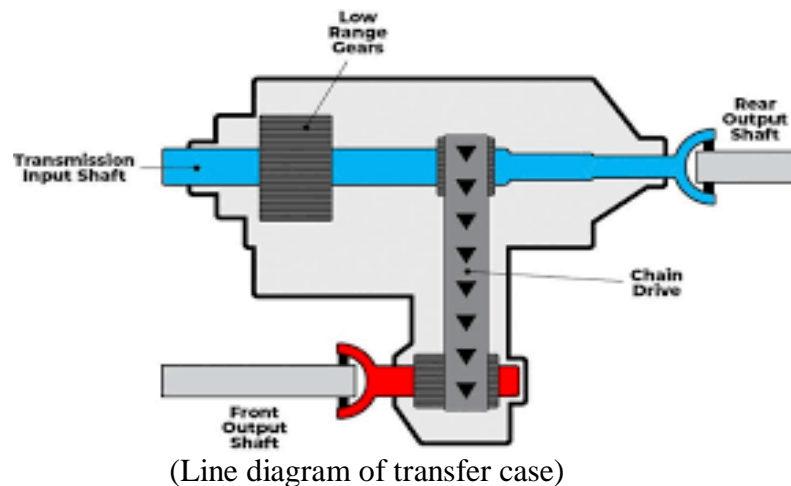 Low
Range
Gears
Rear
Output
Shaft
Transmission
Input Shaft
Chain
Drive
Front
Output
Shaft
(Line diagram of transfer case)